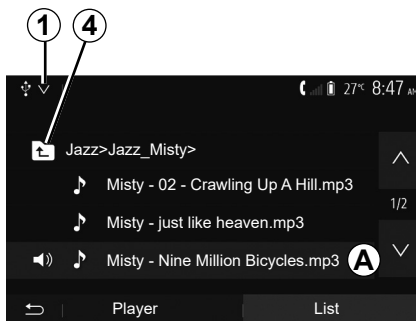 1 4
27°C 8:47 AM
Jazz>Jazz_Misty>
Misty - 02 - Crawling Up A Hill.mp3
1/2
Misty - just like heaven.mp3
Misty - Nine Million Bicycles.mp3 A
Player List